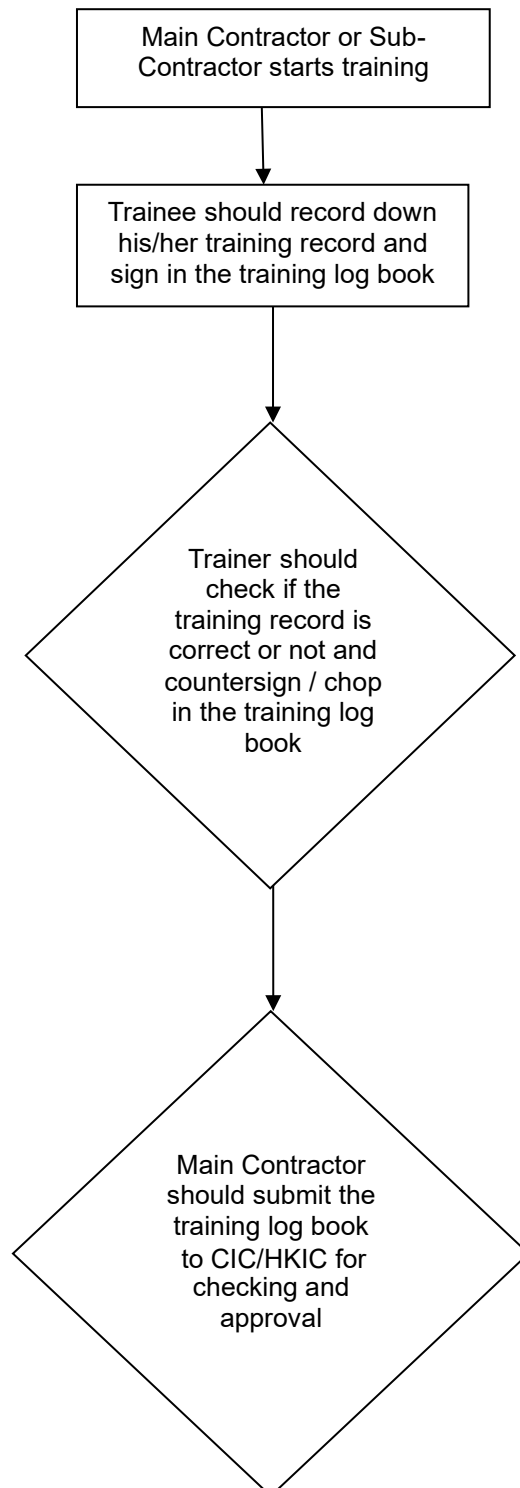 Main Contractor or Sub-
Contractor starts training
Trainee should record down
his/her training record and
sign in the training log book
Trainer should
check if the
training record is
correct or not and
countersign / chop
in the training log
book
Main Contractor
should submit the
training log book
to CIC/HKIC for
checking and
approval